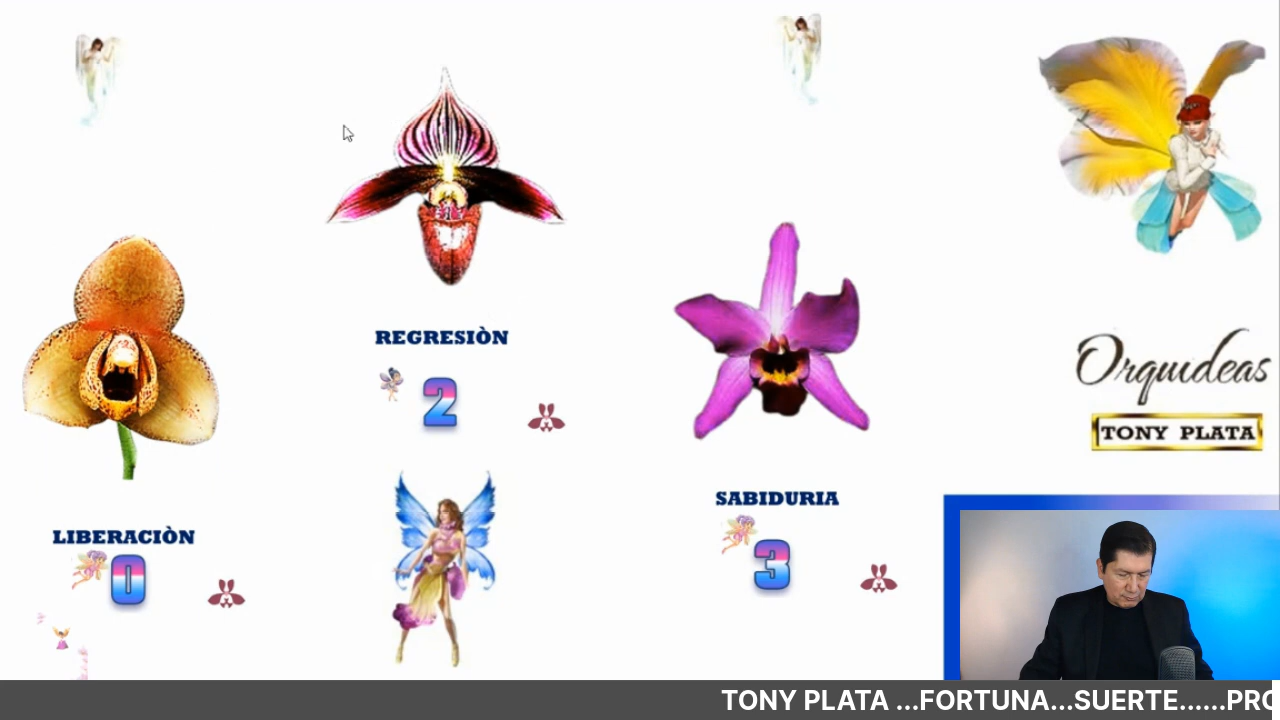 REGRESIÒN
2
Orquideas
TONY PLATA
SABIDURIA
3
LIBERACIÒN
0
TONY PLATA ...FORTUNA...SUERTE......PRO